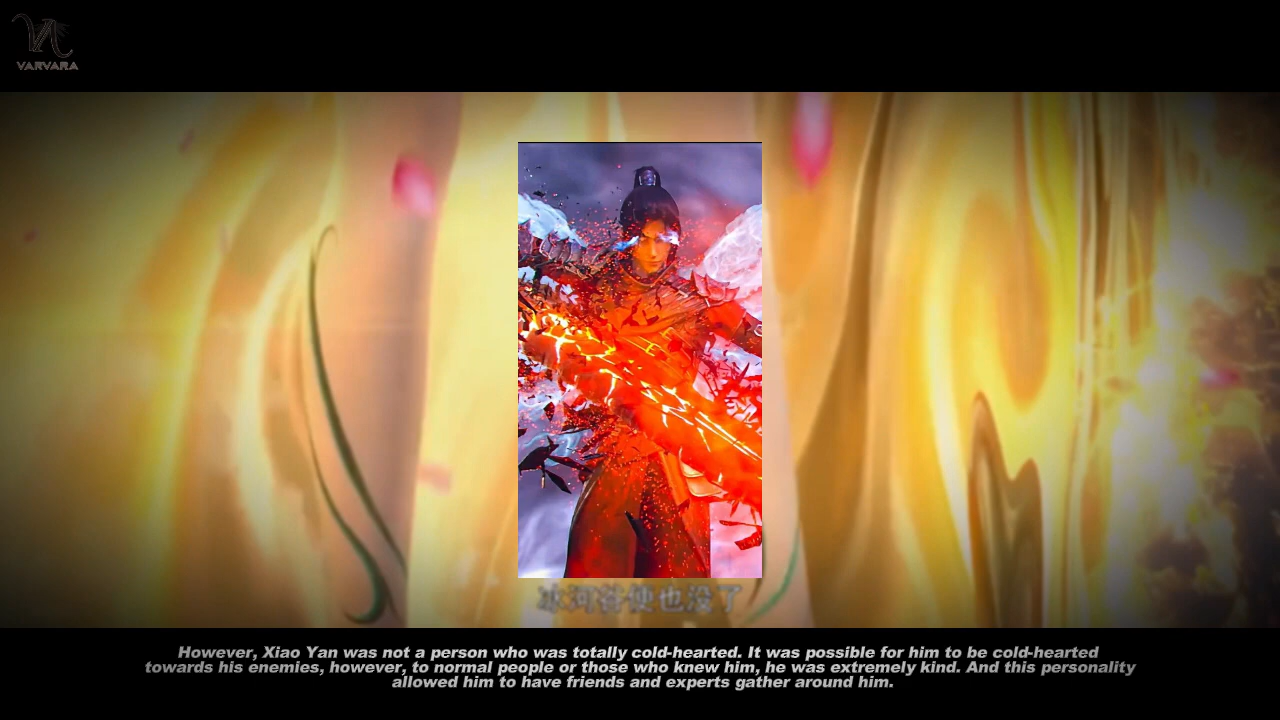 VARVARA
冰河谷便也没了
However, Xiao Yan was not a person who was totally cold-hearted. It was possible for him to be cold-hearted
towards his enemies, however, to normal people or those who knew him, he was extremely kind. And this personality
allowed him to have friends and experts gather around him.